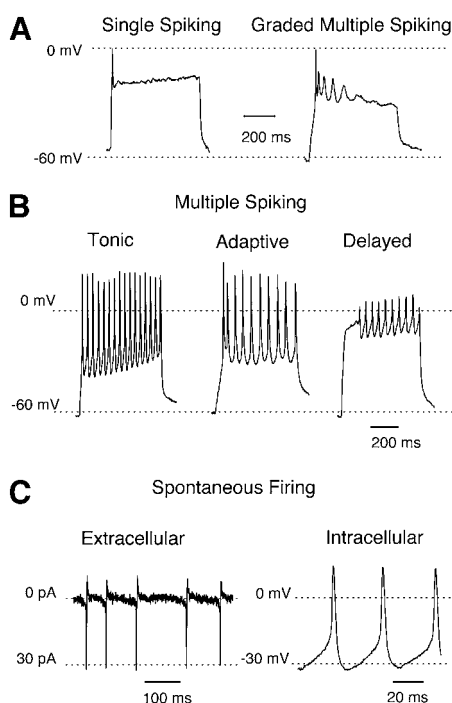 A
Single Spiking Graded Multiple Spiking
0 mV
200 ms
-60 mV
B
Multiple Spiking
Tonic Adaptive Delayed
0 mV
-60 mV
200 ms
C
Spontaneous Firing
Extracellular Intracellular
0 pA 0 mV
30 pA -30 mV
100 ms 20 ms